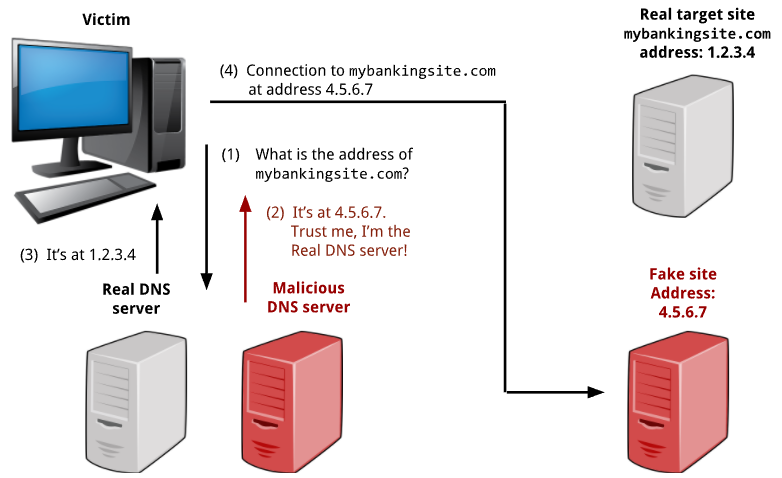 Victim
Real target site
mybankingsite.com
address: 1.2.3.4
(4) Connection to mybankingsite.com
at address 4.5.6.7
(1) What is the address of
mybankingsite.com?
(2) It’s at 4.5.6.7.
Trust me, I’m the
Real DNS server!
(3) It’s at 1.2.3.4
Real DNS
server
Malicious
DNS server
Fake site
Address:
4.5.6.7